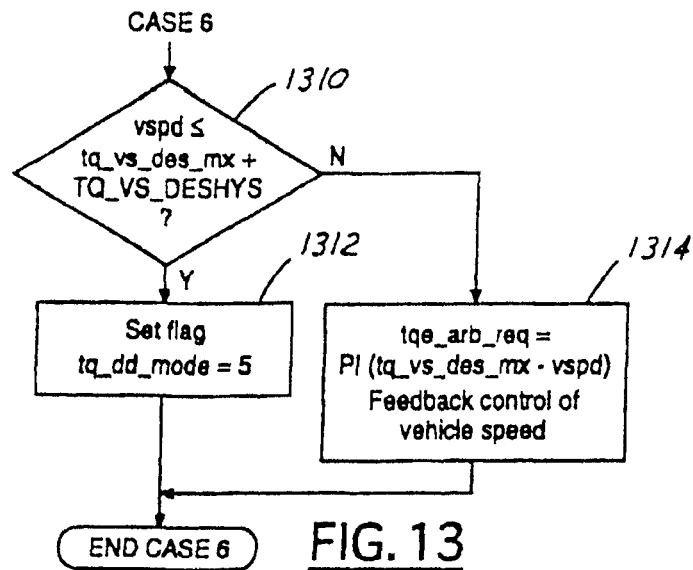 CASE 6
1310
vspd ≤
tq_vs_des_mx +
TQ_VS_DESHYS
?
N
Y
1312
Set flag
tq_dd_mode = 5
1314
tqe_arb_req =
PI (tq_vs_des_mx - vspd)
Feedback control of
vehicle speed
END CASE 6
FIG. 13